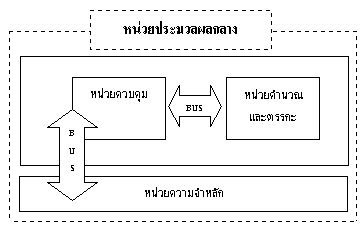 หน่วยประมวลผลกลาง
หน่วยควบคุม
BUS
หน่วยคำนวณ
และตรรกะ
B
U
S
หน่วยความจำหลัก